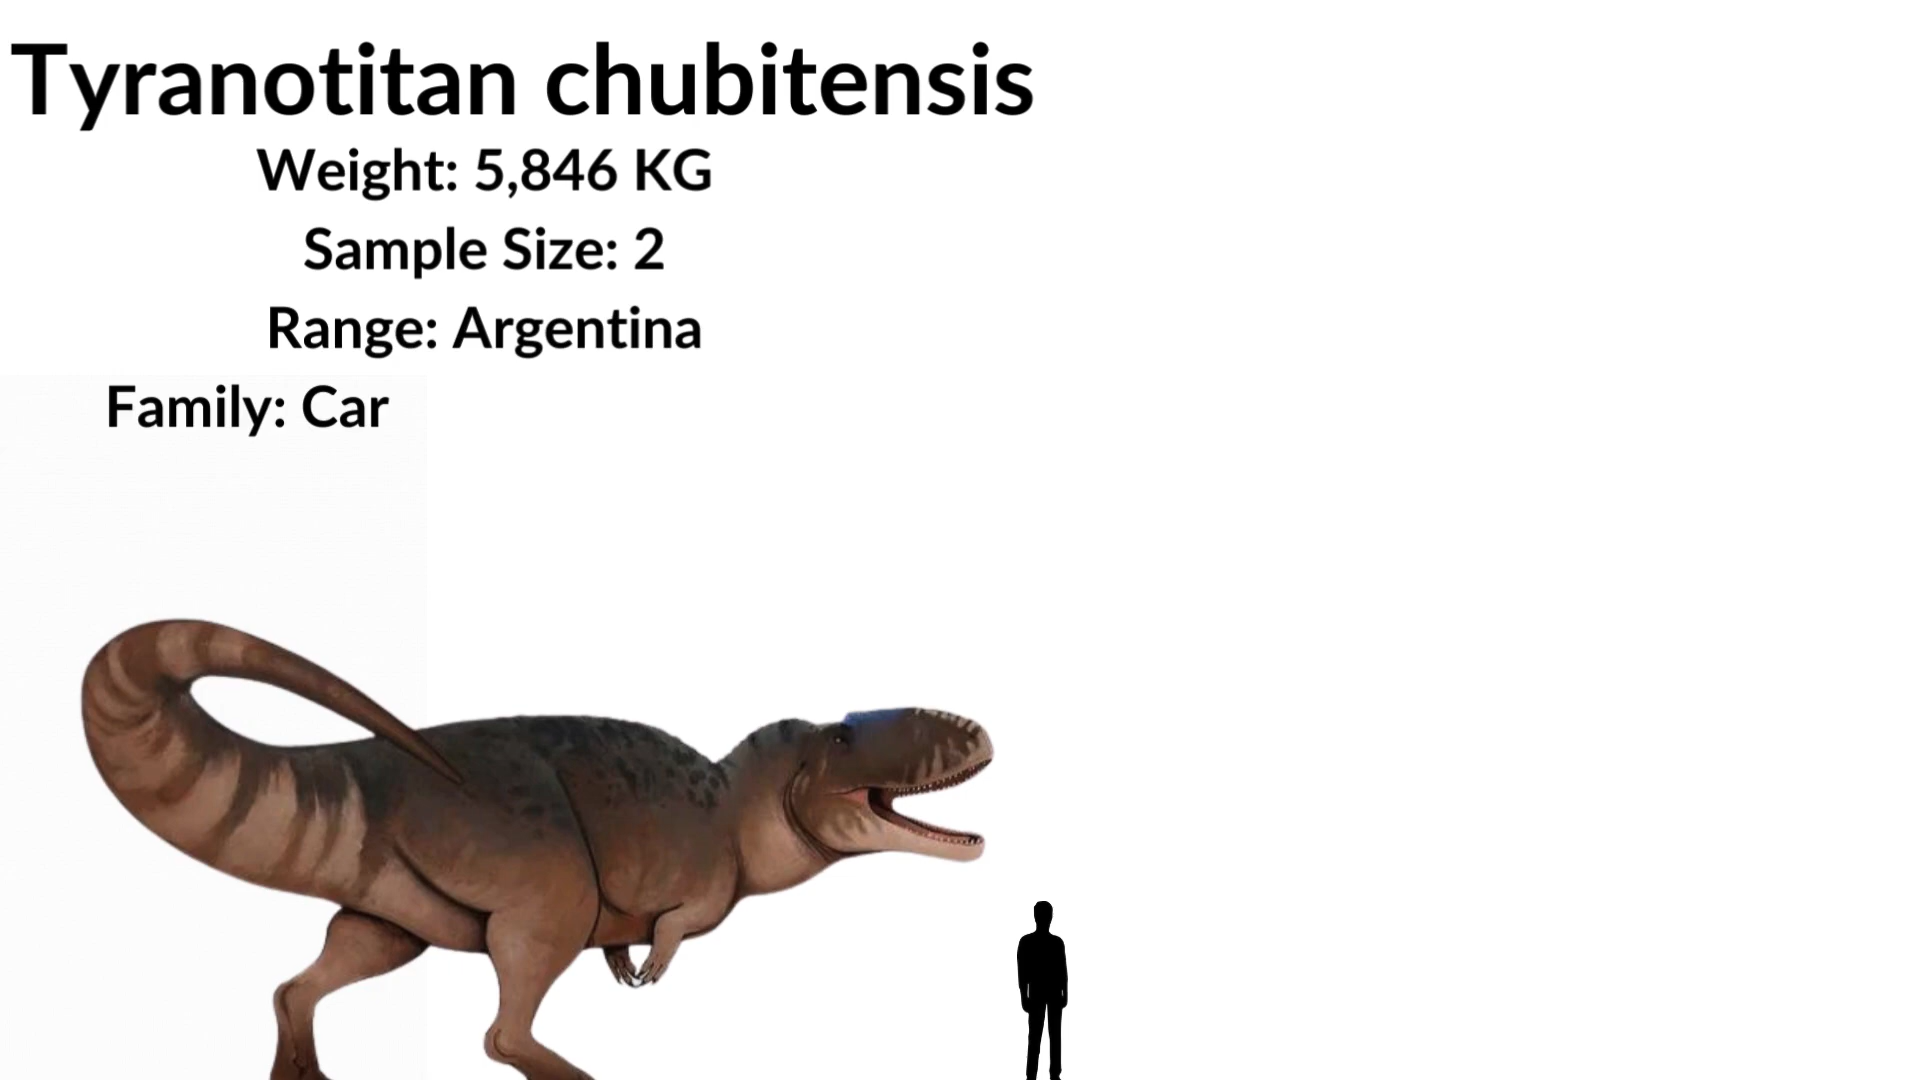 Tyranotitan chubitensis
Weight: 5,846 KG
Sample Size: 2
Range: Argentina
Family: Car